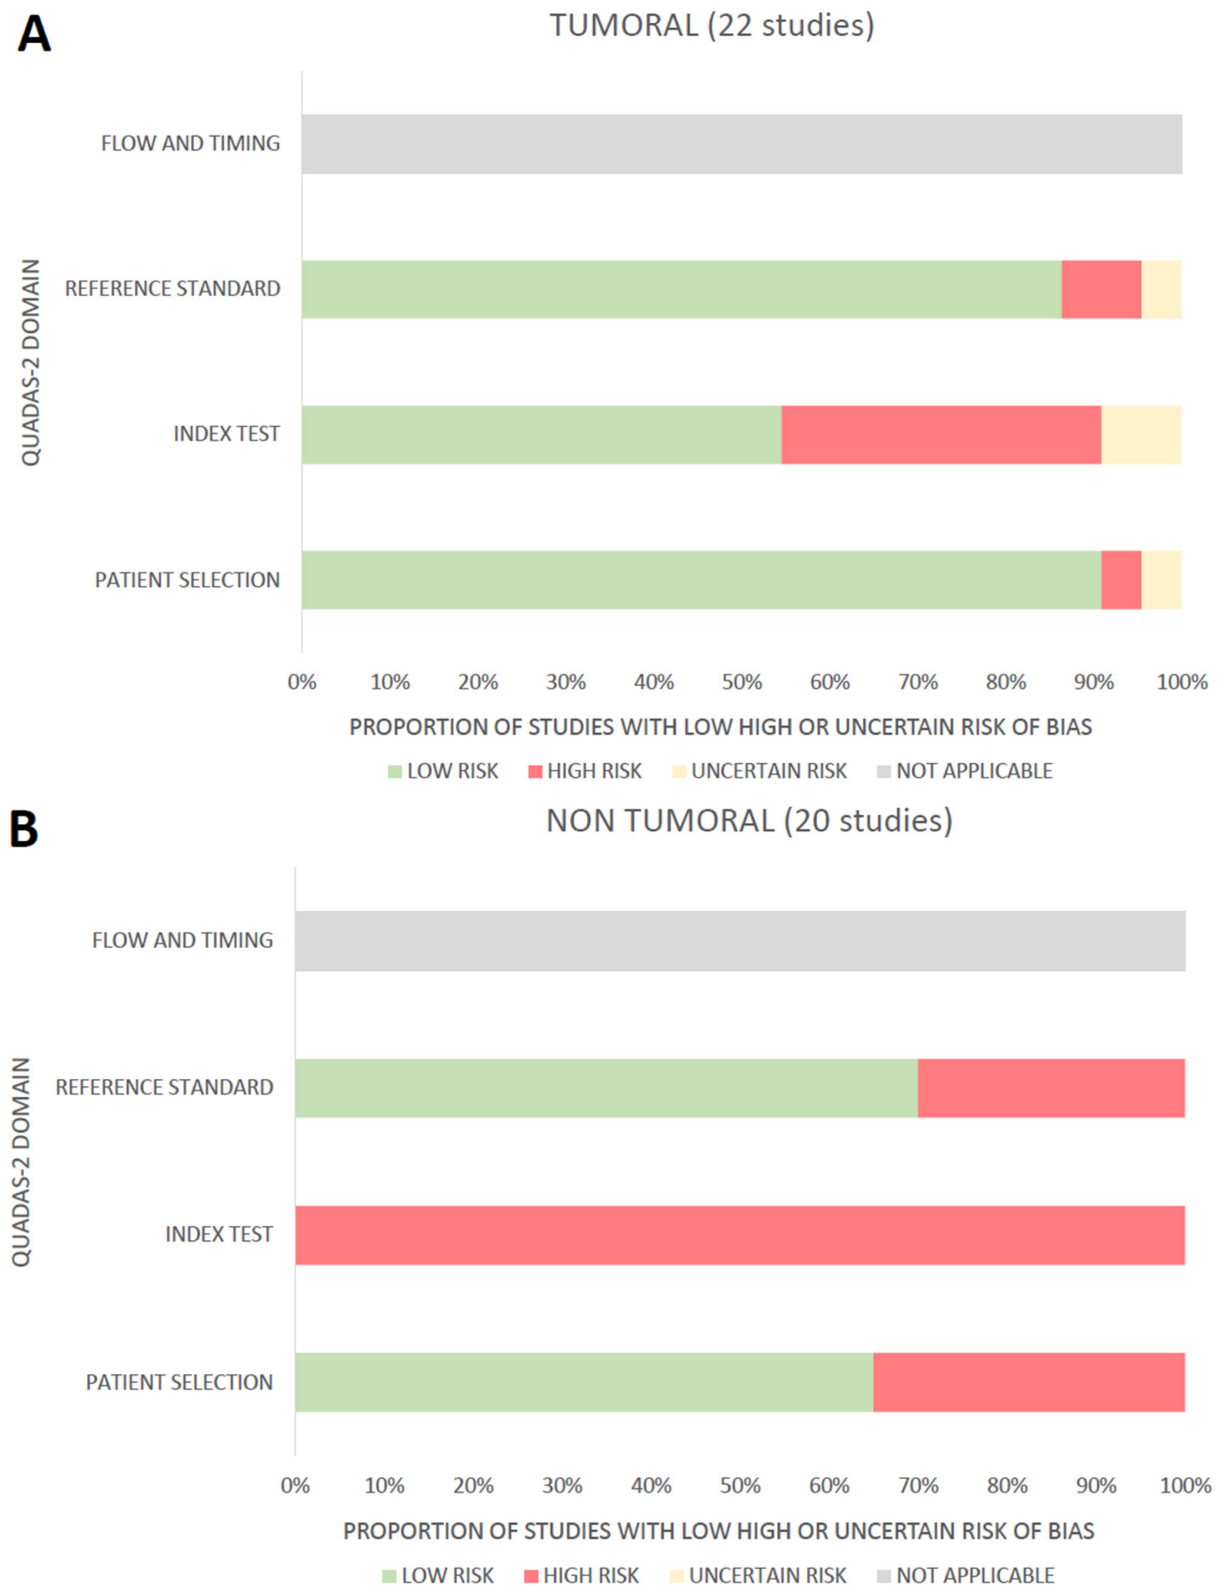 A
TUMORAL (22 studies)
QUADAS-2 DOMAIN
FLOW AND TIMING
REFERENCE STANDARD
INDEX TEST
PATIENT SELECTION
0% 10% 20% 30% 40% 50% 60% 70% 80% 90% 100%
PROPORTION OF STUDIES WITH LOW HIGH OR UNCERTAIN RISK OF BIAS
LOW RISK HIGH RISK UNCERTAIN RISK NOT APPLICABLE
B
NON TUMORAL (20 studies)
QUADAS-2 DOMAIN
FLOW AND TIMING
REFERENCE STANDARD
INDEX TEST
PATIENT SELECTION
0% 10% 20% 30% 40% 50% 60% 70% 80% 90% 100%
PROPORTION OF STUDIES WITH LOW HIGH OR UNCERTAIN RISK OF BIAS
LOW RISK HIGH RISK UNCERTAIN RISK NOT APPLICABLE